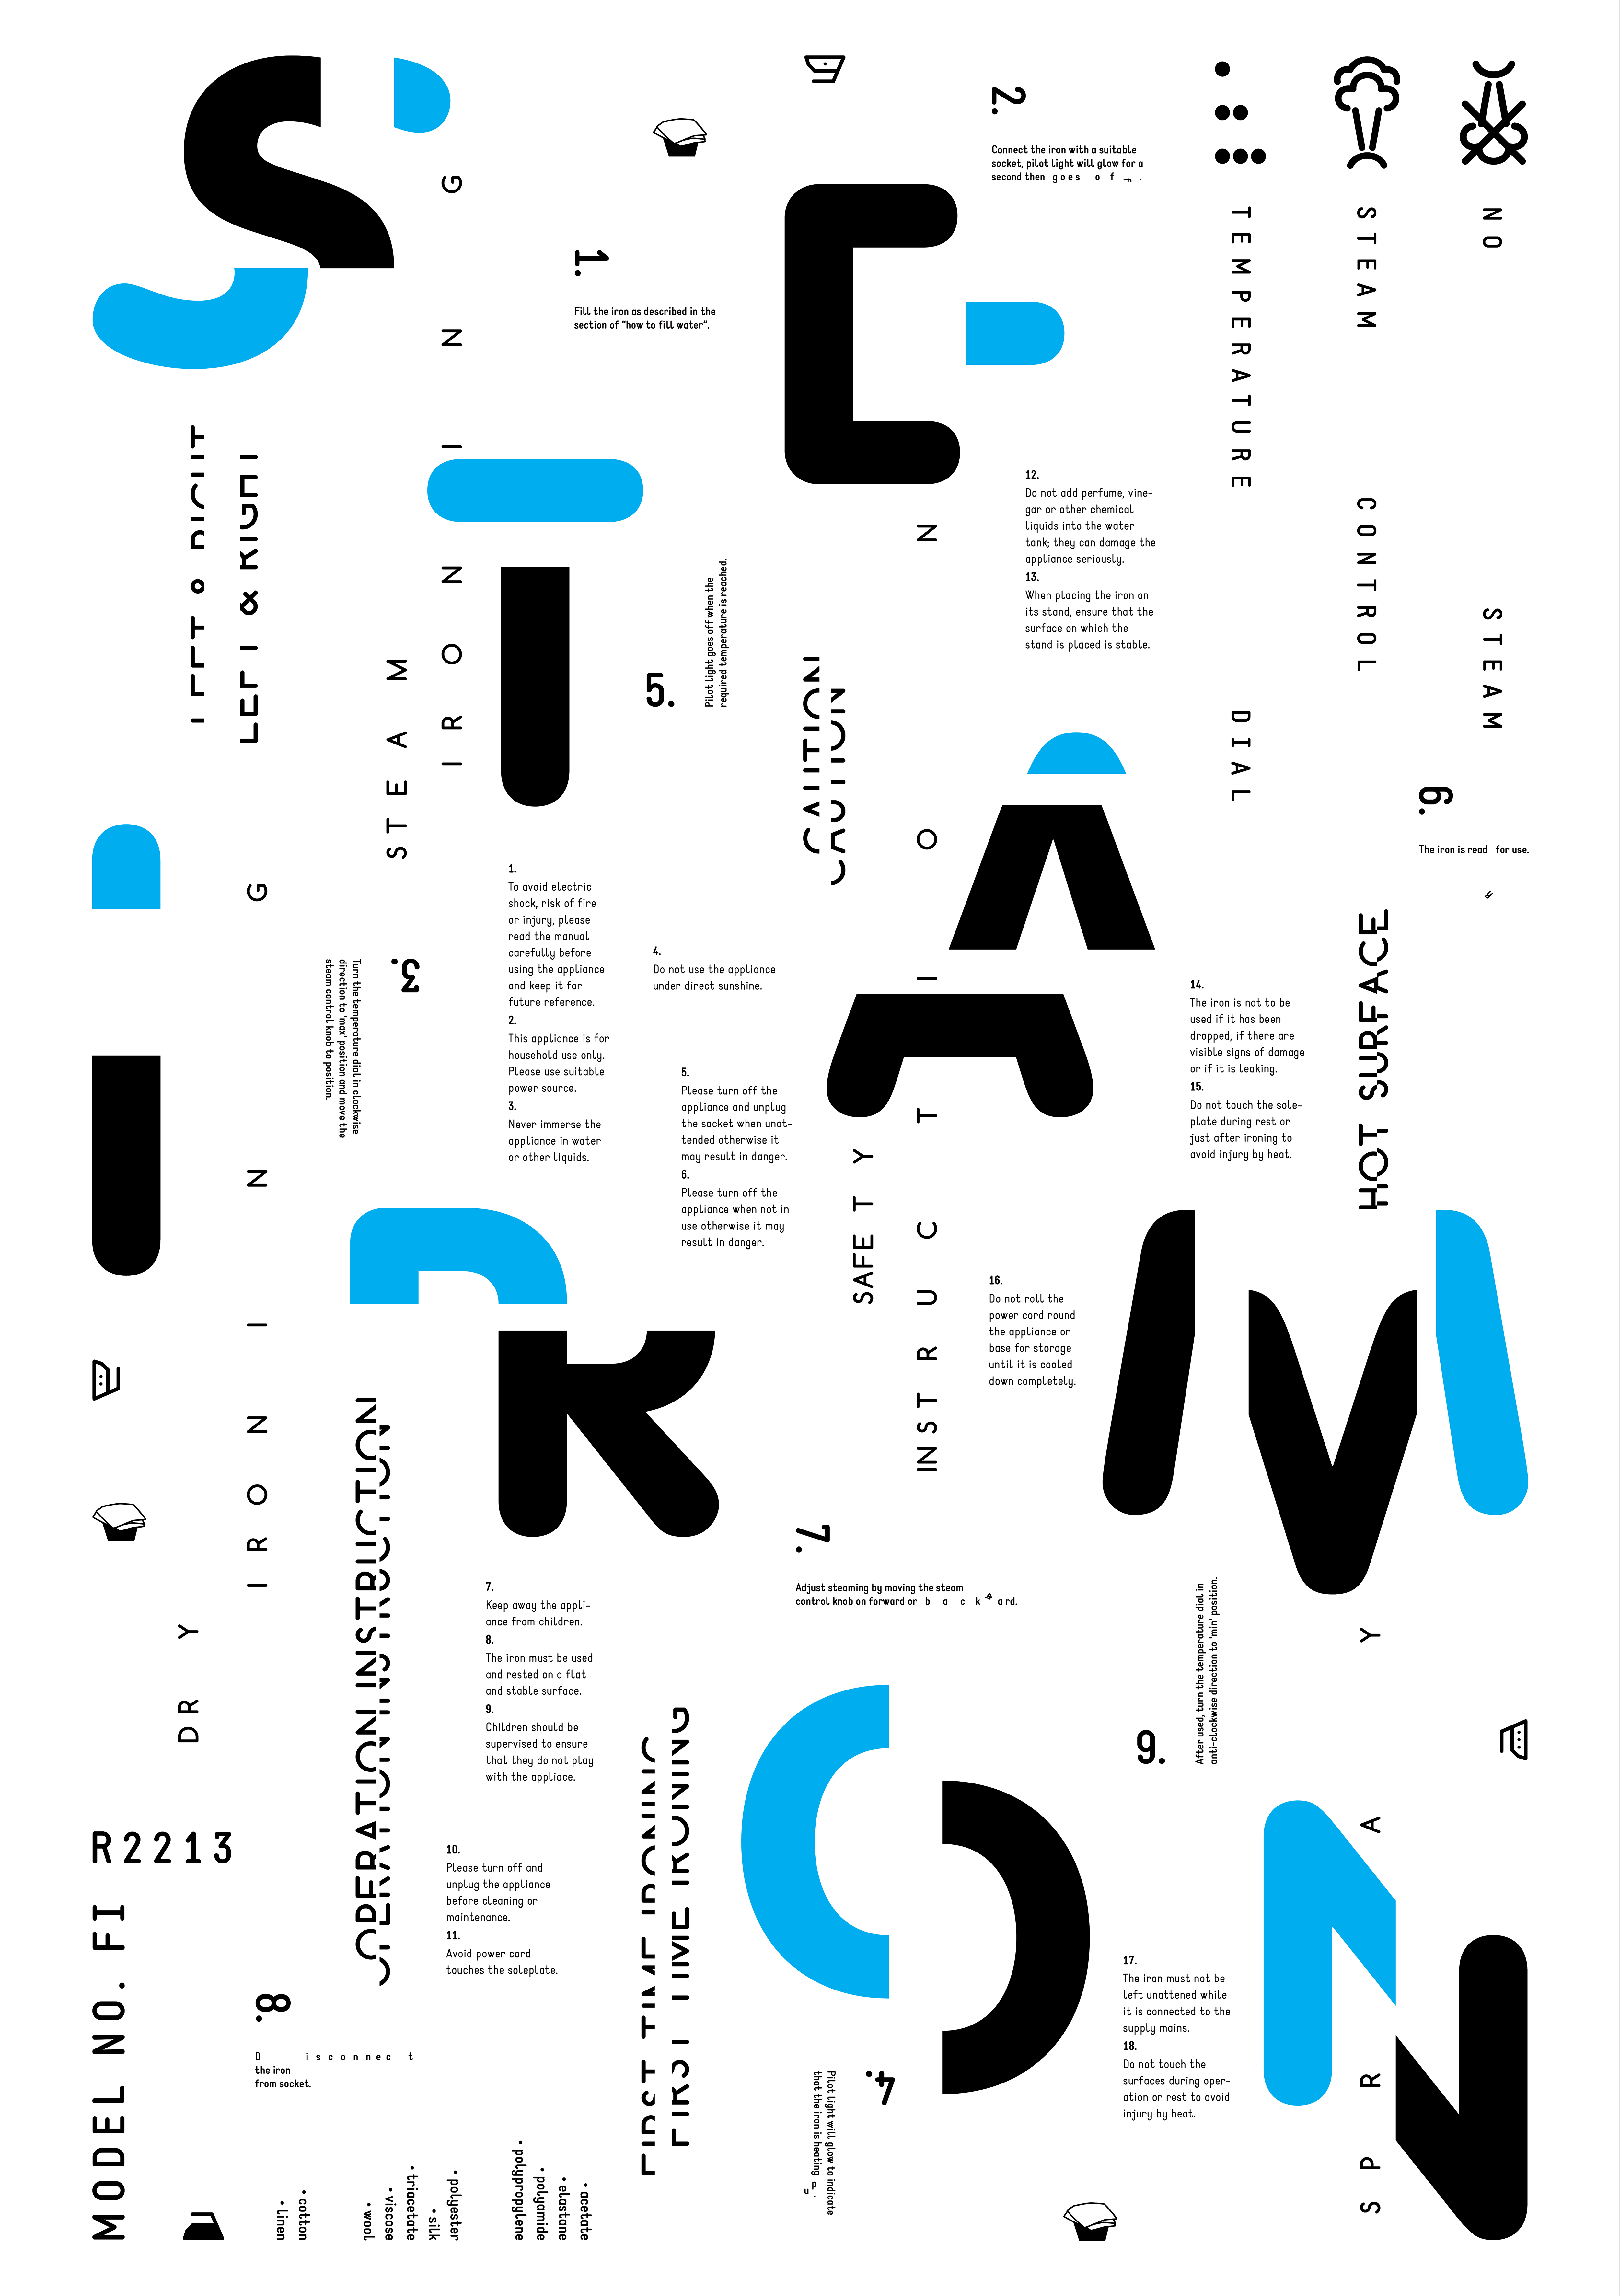 STEAM
IRON
STEAM
IRONING
1.
Fill the iron as described in the
section of “how to fill water”.
2.
Connect the iron with a suitable
socket, pilot light will glow for a
second then goes off.
TEMPERATURE DIAL
STEAM CONTROL
NO STEAM
LEFT & RIGHT
LEFT & RIGHT
5.
Pilot light goes off when the
required temperature is reached.
CAUTION
CAUTION
12.
Do not add perfume, vine-
gar or other chemical
liquids into the water
tank; they can damage the
appliance seriously.
13.
When placing the iron on
its stand, ensure that the
surface on which the
stand is placed is stable.
6.
The iron is ready for use.
3.
Turn the temperature dial in clockwise
direction to ‘max’ position and move the
steam control knob to position.
1.
To avoid electric
shock, risk of fire
or injury, please
read the manual
carefully before
using the appliance
and keep it for
future reference.
2.
This appliance is for
household use only.
Please use suitable
power source.
3.
Never immerse the
appliance in water
or other liquids.
4.
Do not use the appliance
under direct sunshine.
5.
Please turn off the
appliance and unplug
the socket when unat-
tended otherwise it
may result in danger.
6.
Please turn off the
appliance when not in
use otherwise it may
result in danger.
SAFETY
INSTRUCTION
14.
The iron is not to be
used if it has been
dropped, if there are
visible signs of damage
or if it is leaking.
15.
Do not touch the sole-
plate during rest or
just after ironing to
avoid injury by heat.
HOT SURFACE
16.
Do not roll the
power cord round
the appliance or
base for storage
until it is cooled
down completely.
DRY
IRONING
OPERATION INSTRUCTION
7.
Keep away the appli-
ance from children.
8.
The iron must be used
and rested on a flat
and stable surface.
9.
Children should be
supervised to ensure
that they do not play
with the appliace.
10.
Please turn off and
unplug the appliance
before cleaning or
maintenance.
11.
Avoid power cord
touches the soleplate.
7.
Adjust steaming by moving the steam
control knob on forward or backward.
9.
After used, turn the temperature dial in
anti-clockwise direction to ‘min’ position.
FIRST TIME IRONING
FIRST TIME IRONING
SPRAY
R2213
MODEL NO. FI
8.
Disconnect
the iron
from socket.
4.
Pilot light will glow to indicate
that the iron is heating up.
17.
The iron must not be
left unattened while
it is connected to the
supply mains.
18.
Do not touch the
surfaces during oper-
ation or rest to avoid
injury by heat.
• linen
• cotton
• wool
• viscose
• triacetate
• silk
• polyester
• polypropylene
• polyamide
• elastane
• acetate